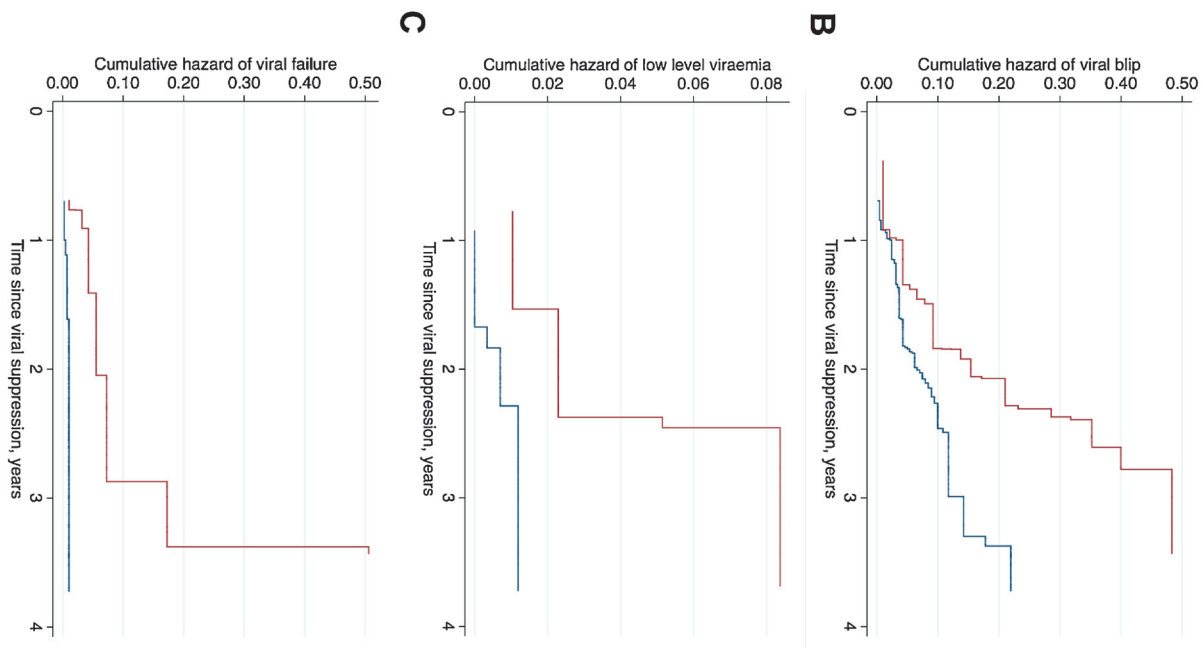 Cumulative hazard of viral blip
0.00 0.10 0.20 0.30 0.40 0.50
0 1 2 3 4
Time since viral suppression, years
B
Cumulative hazard of low level viraemia
0.00 0.02 0.04 0.06 0.08
0 1 2 3 4
Time since viral suppression, years
C
Cumulative hazard of viral failure
0.00 0.10 0.20 0.30 0.40 0.50
0 1 2 3 4
Time since viral suppression, years